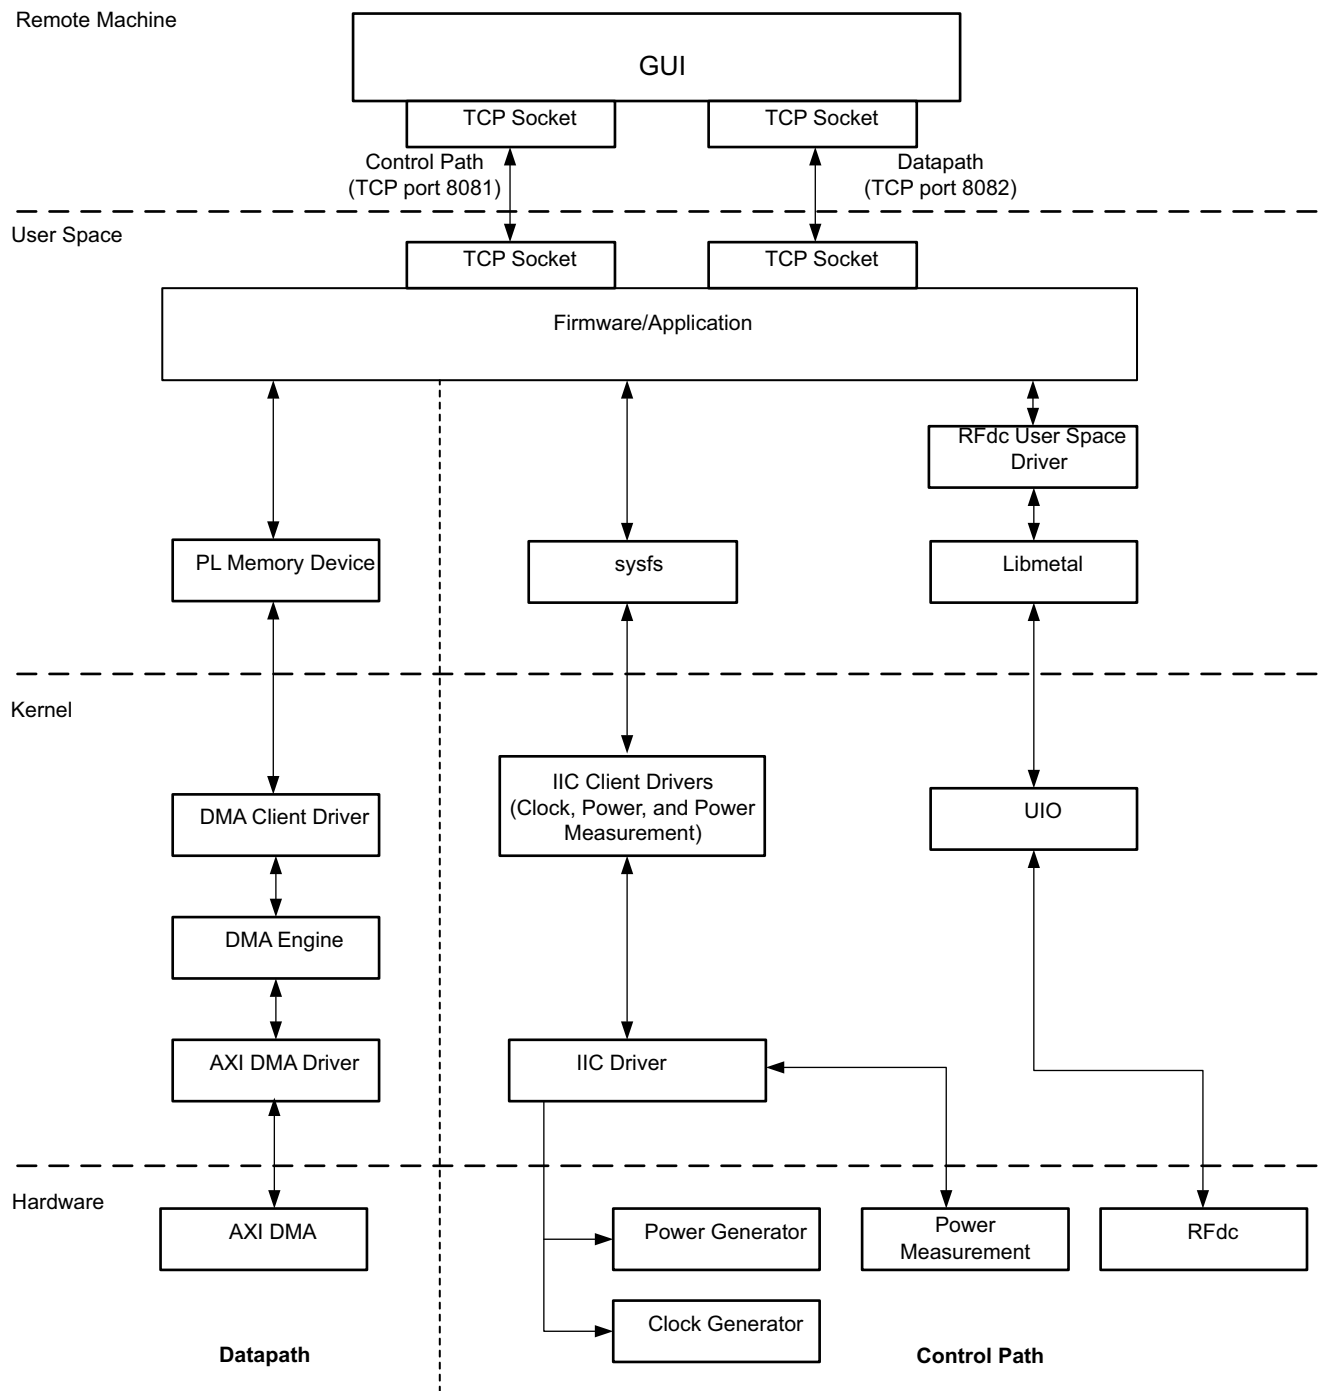 Remote Machine
GUI
TCP Socket
TCP Socket
Control Path
(TCP port 8081)
Datapath
(TCP port 8082)
User Space
TCP Socket
TCP Socket
Firmware/Application
RFdc User Space
Driver
PL Memory Device
sysfs
Libmetal
Kernel
DMA Client Driver
IIC Client Drivers
(Clock, Power, and Power
Measurement)
UIO
DMA Engine
AXI DMA Driver
IIC Driver
Hardware
AXI DMA
Power Generator
Power
Measurement
RFdc
Clock Generator
Datapath
Control Path